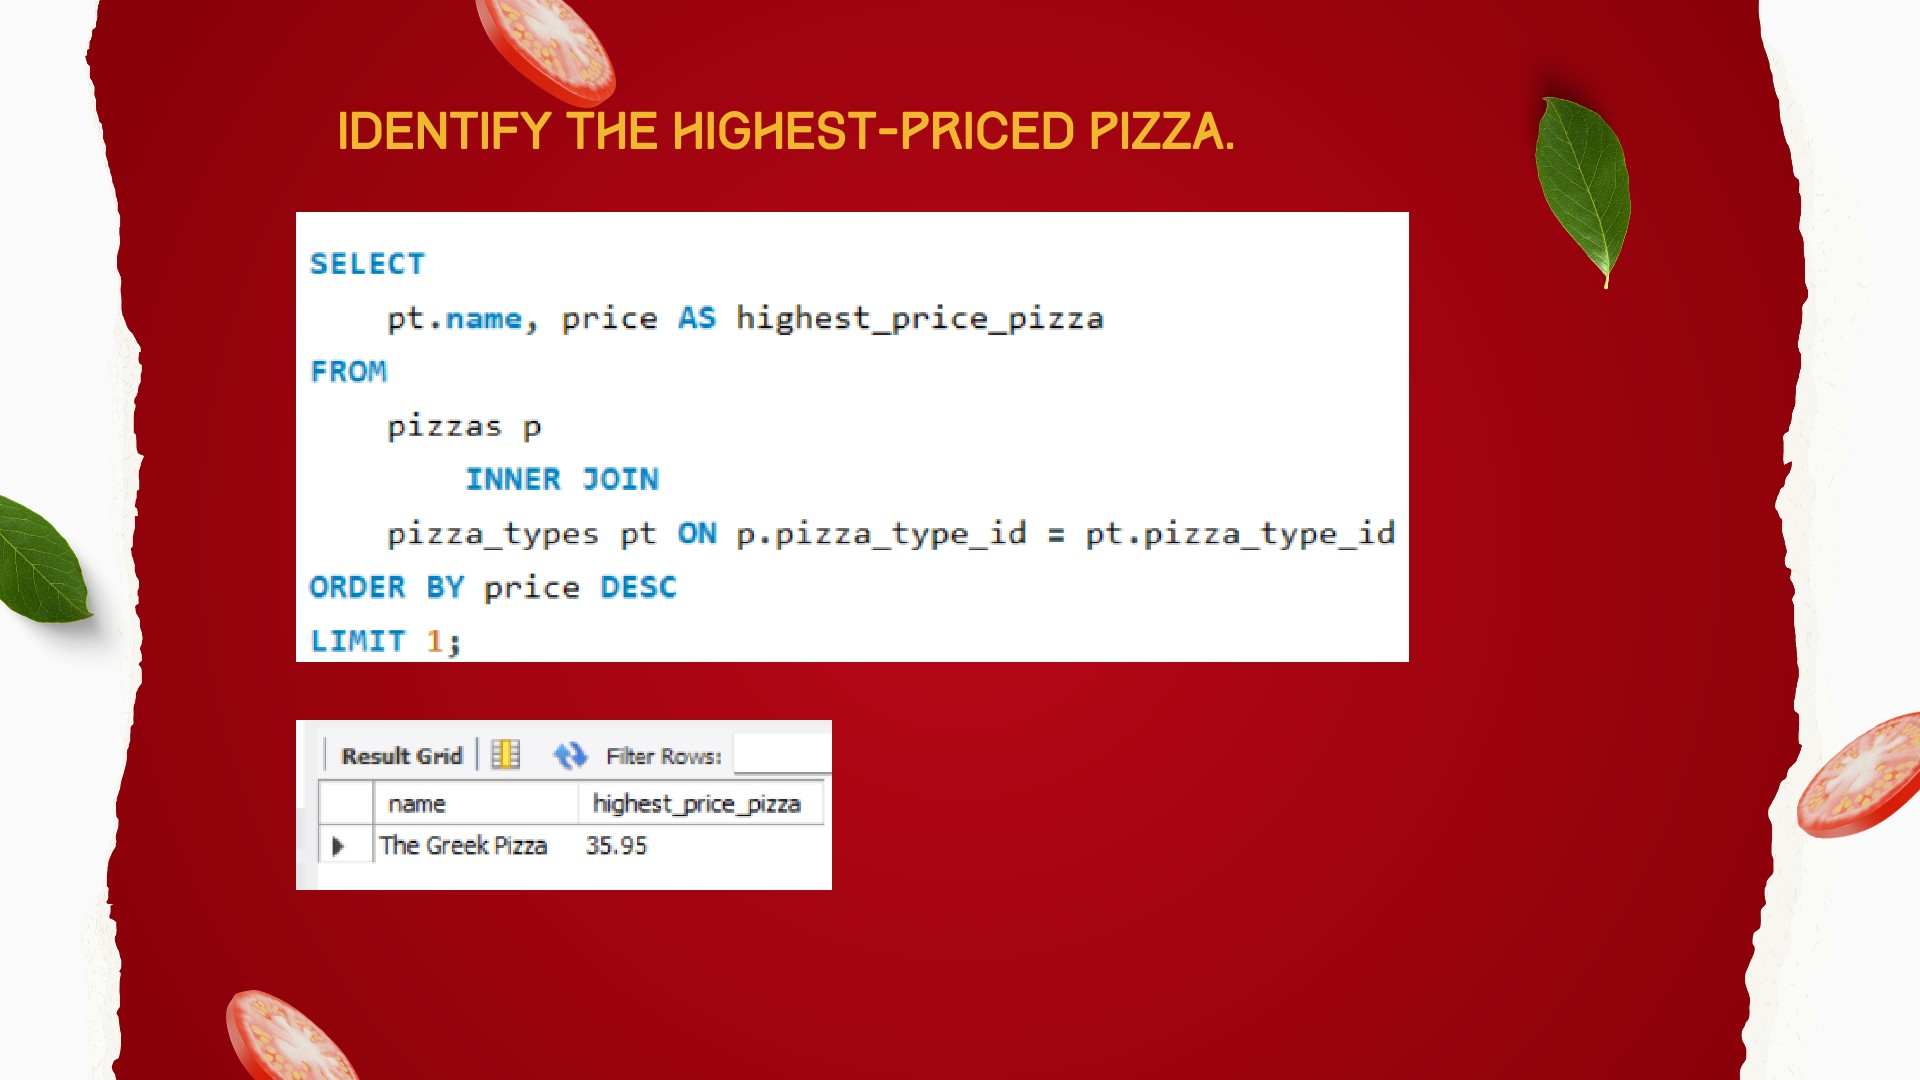 IDENTIFY THE HIGHEST-PRICED PIZZA.
SELECT
    pt.name, price AS highest_price_pizza
FROM
    pizzas p
        INNER JOIN
    pizza_types pt ON p.pizza_type_id = pt.pizza_type_id
ORDER BY price DESC
LIMIT 1;
Result Grid Filter Rows:
name highest_price_pizza
The Greek Pizza 35.95